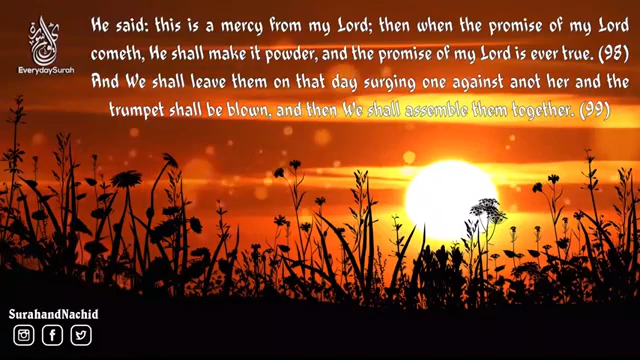 He said: this is a mercy from my Lord; then when the promise of my Lord
cometh, He shall make it powder, and the promise of my Lord is ever true. (98)
And We shall leave them on that day surging one against anot her and the
trumpet shall be blown, and then We shall assemble them together. (99)
EverydaySurah
SurahandNachid